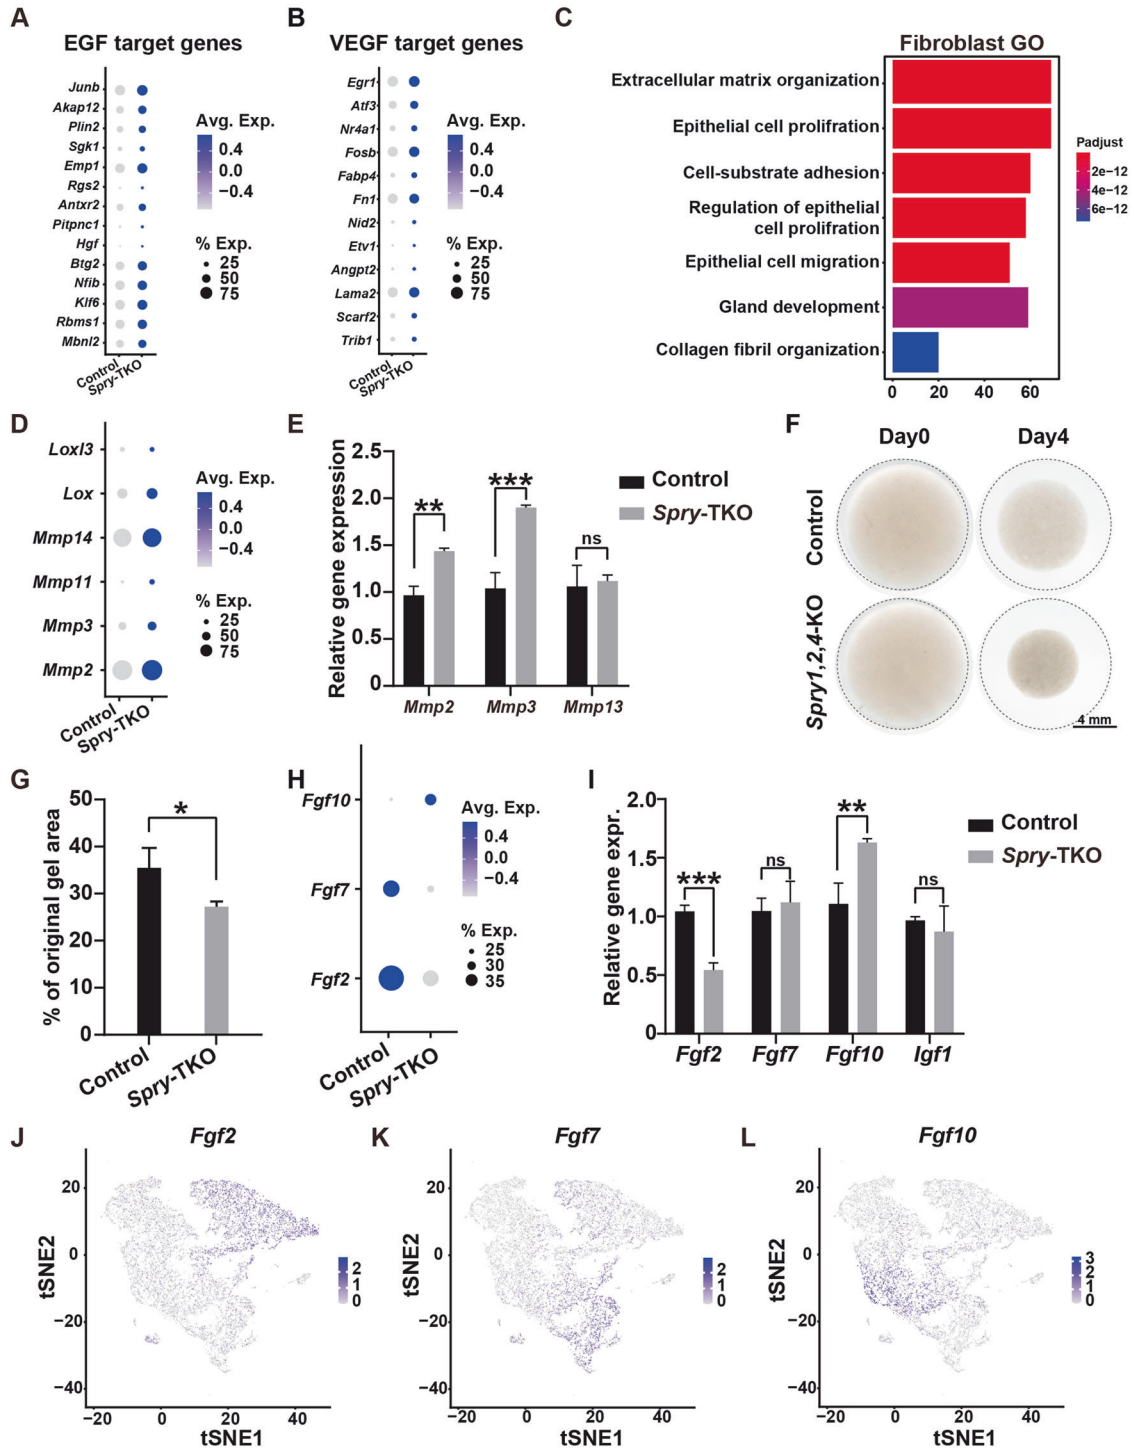 A
EGF target genes
Junb
Akap12
Plin2
Sgk1
Emp1
Rgs2
Antxr2
Pitpnc1
Hgf
Btg2
Nfib
Klf6
Rbms1
Mbnl2
Control
Spry-TKO
Avg. Exp.
0.4
0.0
−0.4
% Exp.
25
50
75
B
VEGF target genes
Egr1
Atf3
Nr4a1
Fosb
Fabp4
Fn1
Nid2
Etv1
Angpt2
Lama2
Scarf2
Trib1
Control
Spry-TKO
Avg. Exp.
0.4
0.0
−0.4
% Exp.
25
50
75
C
Fibroblast GO
Extracellular matrix organization
Epithelial cell prolifration
Cell-substrate adhesion
Regulation of epithelial
cell proliferation
Epithelial cell migration
Gland development
Collagen fibril organization
0 20 40 60
Padjust
2e−12
4e−12
6e−12
D
Loxl3
Lox
Mmp14
Mmp11
Mmp3
Mmp2
Control
Spry-TKO
Avg. Exp.
0.4
0.0
−0.4
% Exp.
25
50
75
E
Relative gene expression
2.5
2.0
1.5
1.0
0.5
0
** *** ns
Mmp2 Mmp3 Mmp13
Control
Spry-TKO
F
Day0 Day4
Control
Spry1,2,4-KO
4 mm
G
% of original gel area
50
40
30
20
10
0
*
Control
Spry-TKO
H
Fgf10
Fgf7
Fgf2
Control
Spry-TKO
Avg. Exp.
0.4
0.0
−0.4
% Exp.
25
30
35
I
Relative gene expr.
2.0
1.5
1.0
0.5
0
*** ns ** ns
Fgf2 Fgf7 Fgf10 Igf1
Control
Spry-TKO
J
Fgf2
tSNE2
20
0
−20
−40
−20 0 20 40
tSNE1
2
1
0
K
Fgf7
tSNE2
20
0
−20
−40
−20 0 20 40
tSNE1
2
1
0
L
Fgf10
tSNE2
20
0
−20
−40
−20 0 20 40
tSNE1
3
2
1
0